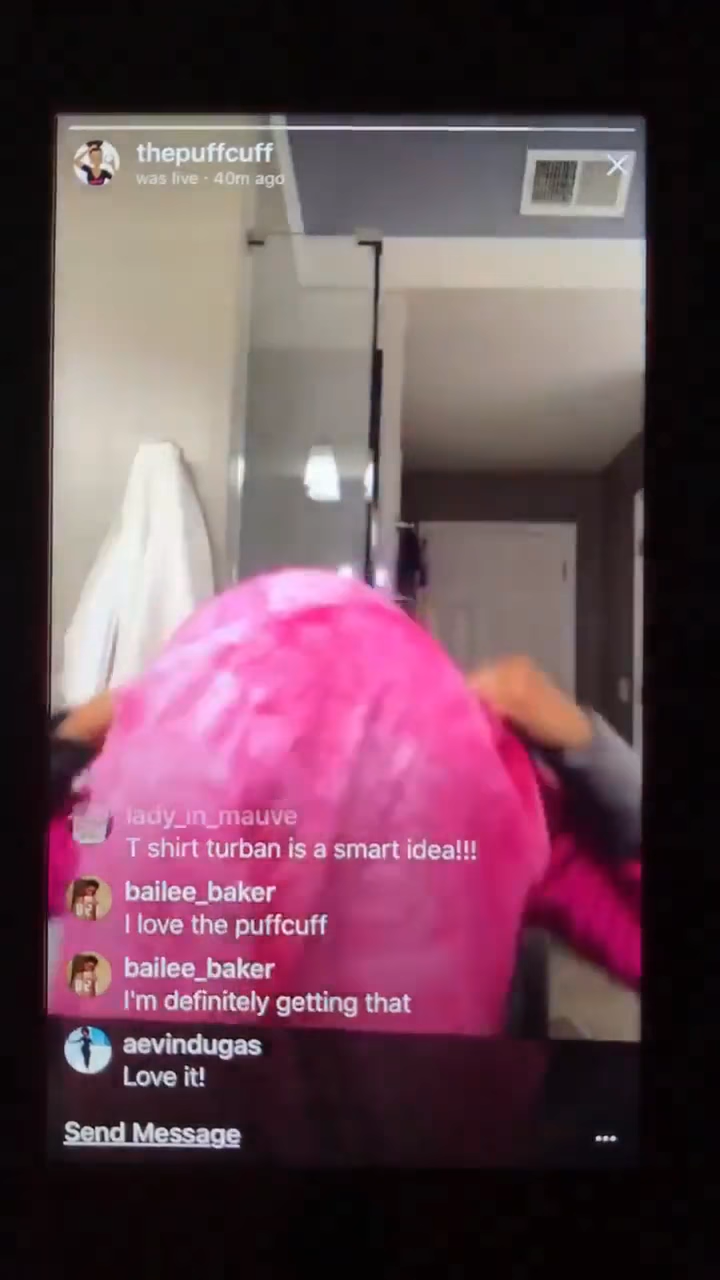 thepuffcuff
was live · 40m ago
lady_in_mauve
T shirt turban is a smart idea!!!
bailee_baker
I love the puffcuff
bailee_baker
I'm definitely getting that
aevindugas
Love it!
Send Message